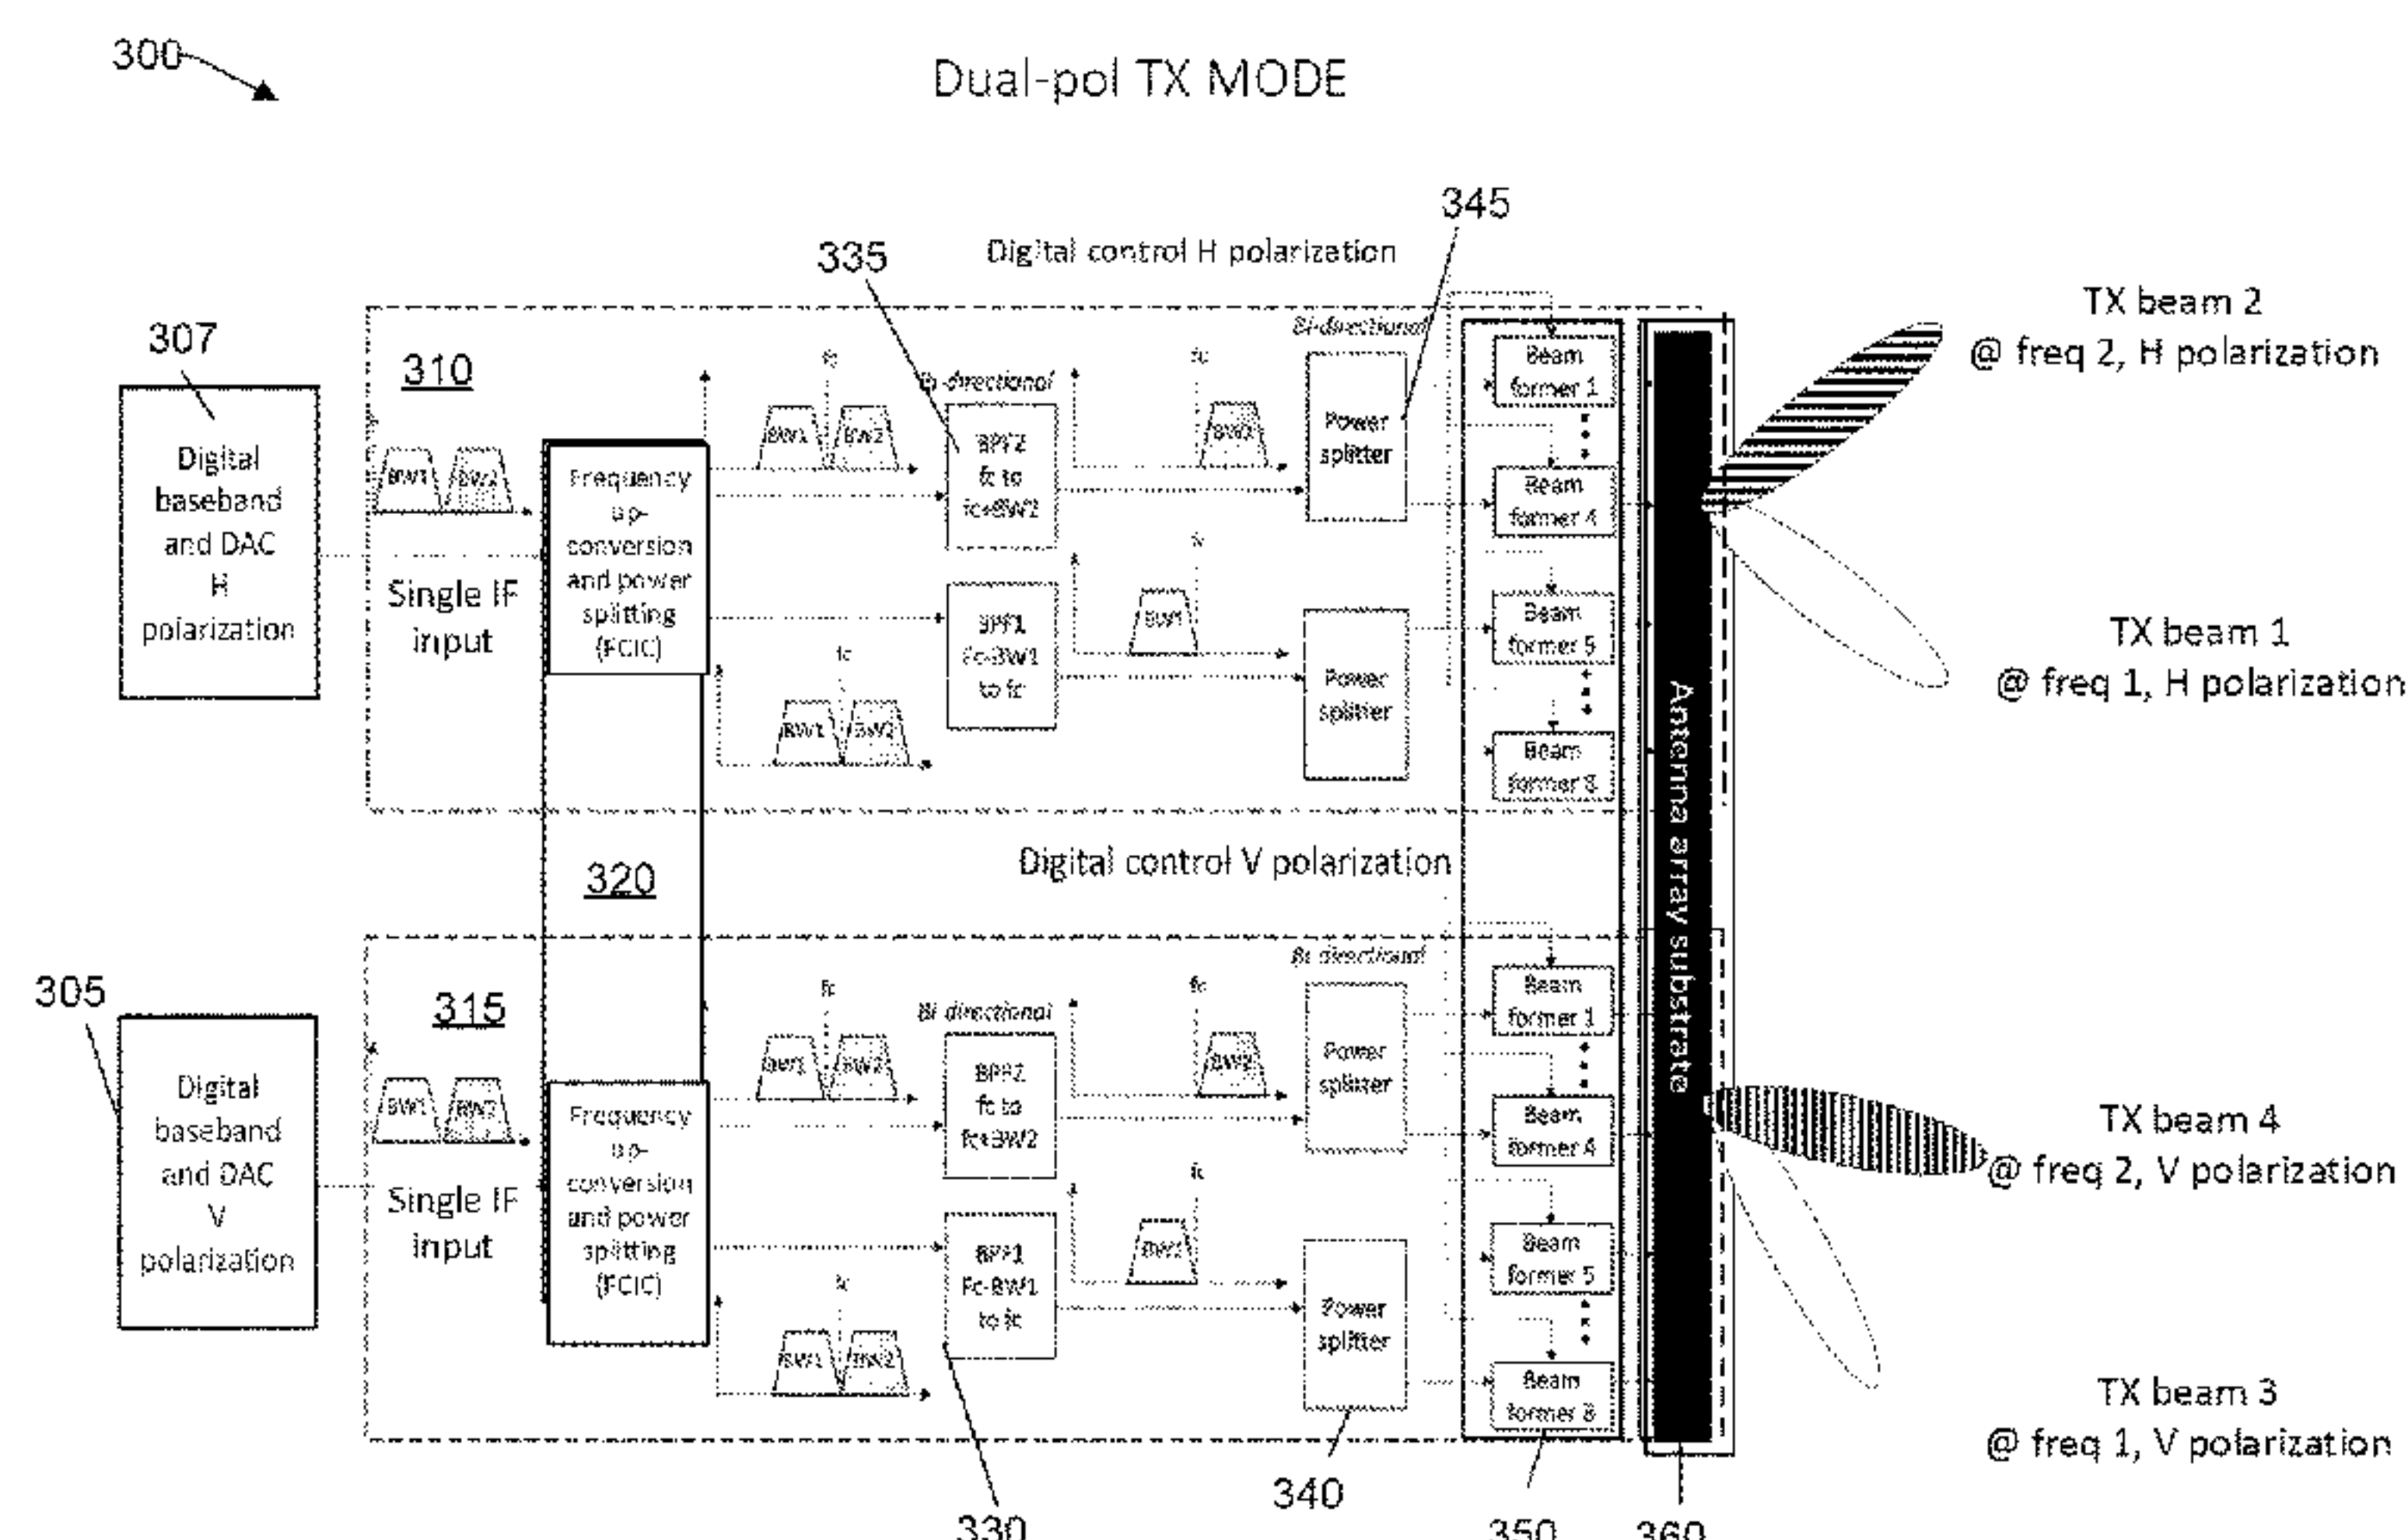 300
Dual-pol TX MODE
345
335
Digital control H polarization
TX beam 2
@ freq 2, H polarization
307
310
Bi-directional
Bi-directional
fc
fc
Beam
former 1
Digital
baseband
and DAC
H
polarization
BW1
BW2
Single IF
input
Frequency
up-
conversion
and power
splitting
(FCIC)
BW1
BW2
BPF2
fc to
fc+BW2
BW2
Power
splitter
Beam
former 4
fc
BPF1
Fc-BW1
to fc
BW1
Power
splitter
Beam
former 5
TX beam 1
@ freq 1, H polarization
fc
BW1
BW2
Beam
former 8
Antenna array substrate
320
Digital control V polarization
305
315
Bi directional
Bi directional
fc
fc
Beam
former 1
Digital
baseband
and DAC
V
polarization
BW1
BW2
Single IF
input
Frequency
up-
conversion
and power
splitting
(FCIC)
BW1
BW2
BPF2
fc to
fc+BW2
BW2
Power
splitter
Beam
former 4
TX beam 4
@ freq 2, V polarization
fc
BPF1
Fc-BW1
to fc
BW1
Power
splitter
Beam
former 5
fc
BW1
BW2
Beam
former 8
TX beam 3
@ freq 1, V polarization
340
330
350
360